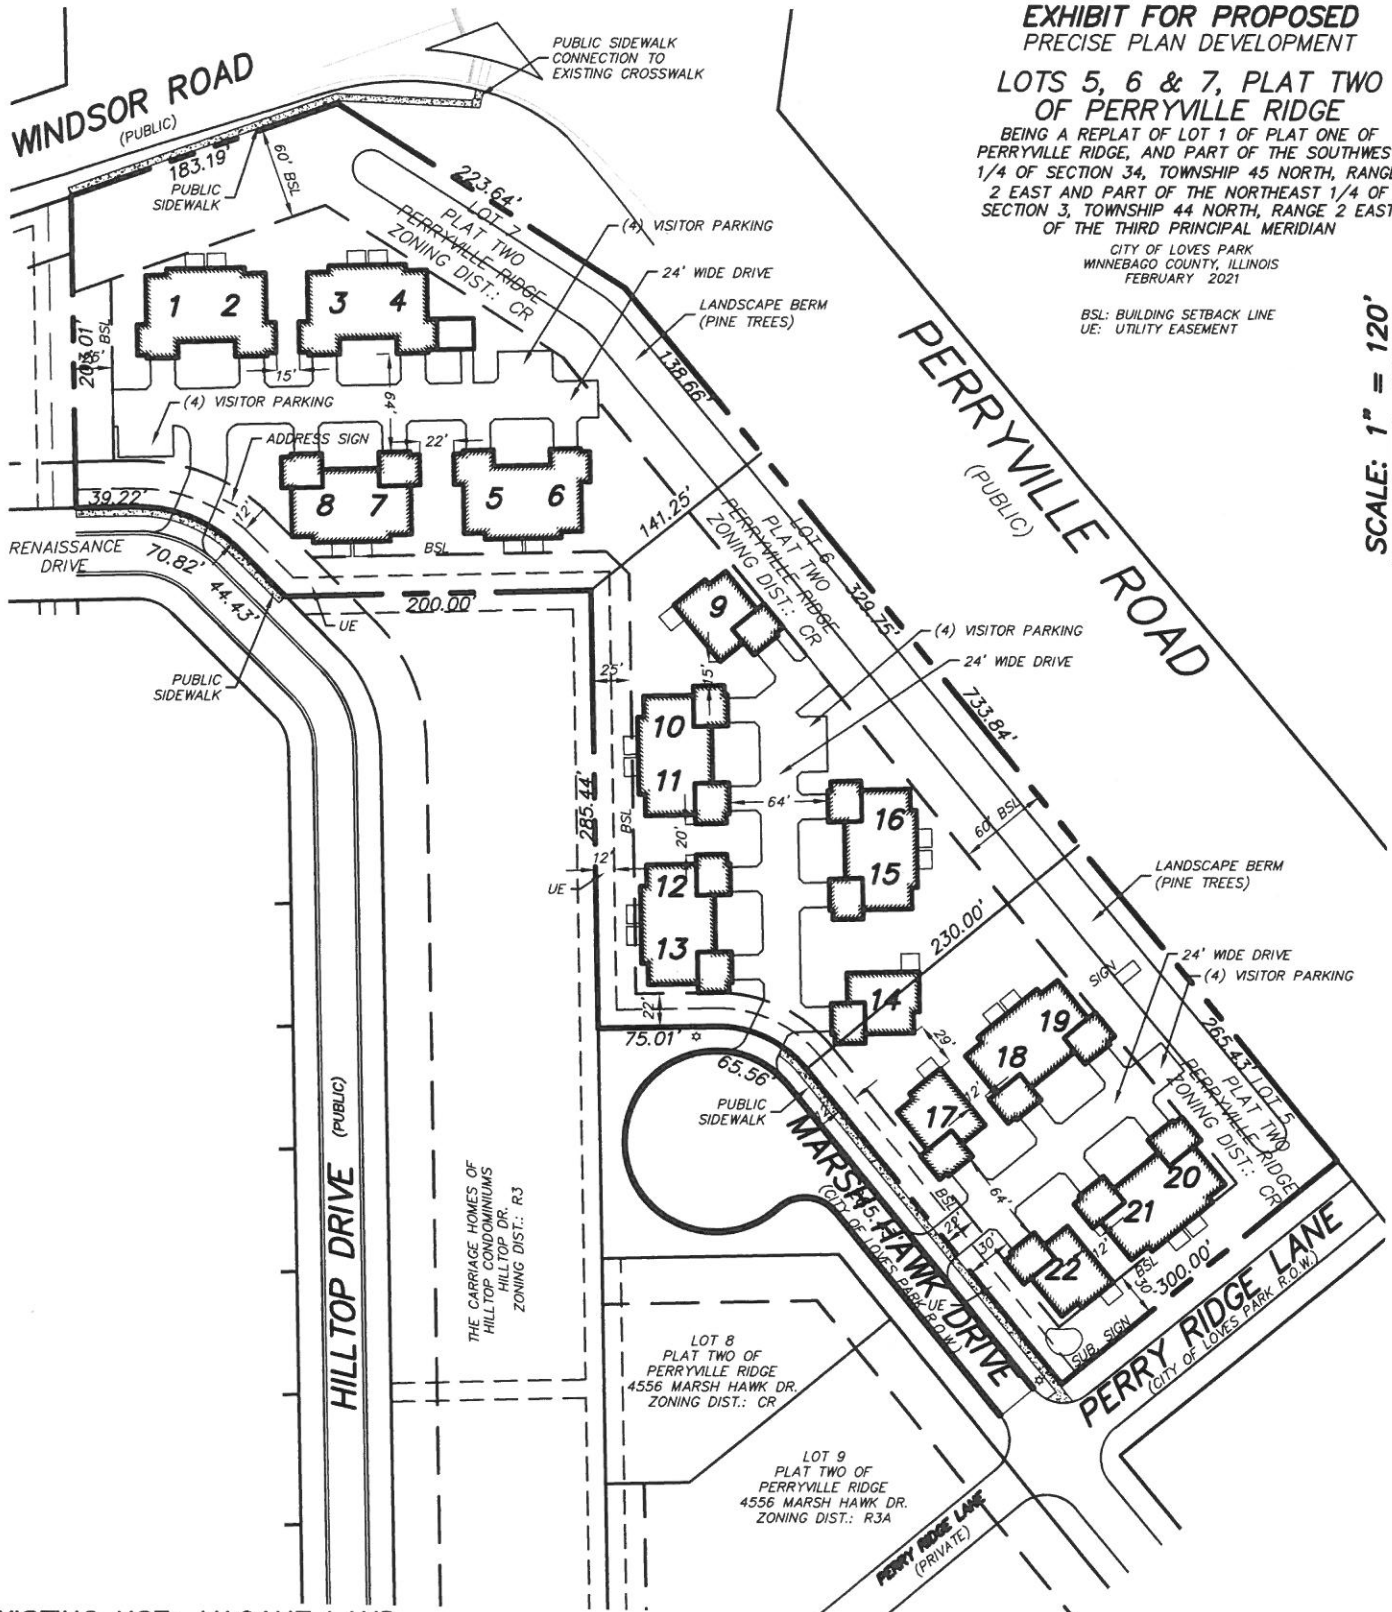 EXHIBIT FOR PROPOSED
PRECISE PLAN DEVELOPMENT
LOTS 5, 6 & 7, PLAT TWO
OF PERRYVILLE RIDGE
BEING A REPLAT OF LOT 1 OF PLAT ONE OF
PERRYVILLE RIDGE, AND PART OF THE SOUTHWES
1/4 OF SECTION 34, TOWNSHIP 45 NORTH, RANGE
2 EAST AND PART OF THE NORTHEAST 1/4 OF
SECTION 3, TOWNSHIP 44 NORTH, RANGE 2 EAST
OF THE THIRD PRINCIPAL MERIDIAN
CITY OF LOVES PARK
WINNEBAGO COUNTY, ILLINOIS
FEBRUARY 2021
BSL: BUILDING SETBACK LINE
UE: UTILITY EASEMENT
SCALE: 1" = 120'
PUBLIC SIDEWALK
CONNECTION TO
EXISTING CROSSWALK
WINDSOR ROAD
(PUBLIC)
183.19'
PUBLIC
SIDEWALK
60' BSL
223.64'
LOT 7
PLAT TWO
PERRYVILLE RIDGE
ZONING DIST.: CR
(4) VISITOR PARKING
24' WIDE DRIVE
LANDSCAPE BERM
(PINE TREES)
138.66'
PERRYVILLE ROAD
(PUBLIC)
1 2
3 4
203.01
BSL
15'
64'
(4) VISITOR PARKING
ADDRESS SIGN
22'
8 7
5 6
39.22'
12'
BSL
RENAISSANCE
DRIVE
70.82'
44.43'
200.00'
UE
PUBLIC
SIDEWALK
141.25'
LOT 6
PLAT TWO
PERRYVILLE RIDGE
ZONING DIST.: CR
329.75'
9
(4) VISITOR PARKING
24' WIDE DRIVE
25'
15'
10
11
733.84'
285.44'
BSL
64'
20'
16
15
60' BSL
12'
UE
12
13
LANDSCAPE BERM
(PINE TREES)
230.00'
24' WIDE DRIVE
(4) VISITOR PARKING
SIGN
22'
14
75.01'
65.56'
29'
19
18
265.43'
LOT 5
PLAT TWO
PERRYVILLE RIDGE
ZONING DIST.: CR
PUBLIC
SIDEWALK
17
12'
MARSH HAWK DRIVE
(CITY OF LOVES PARK R.O.W.)
BSL
64'
30'
UE
20
21
22
12'
BSL
30'
300.00'
SUB. SIGN
PERRY RIDGE LANE
(CITY OF LOVES PARK R.O.W.)
HILLTOP DRIVE (PUBLIC)
THE CARRIAGE HOMES OF
HILLTOP CONDOMINIUMS
HILLTOP DR.
ZONING DIST.: R3
LOT 8
PLAT TWO OF
PERRYVILLE RIDGE
4556 MARSH HAWK DR.
ZONING DIST.: CR
LOT 9
PLAT TWO OF
PERRYVILLE RIDGE
4556 MARSH HAWK DR.
ZONING DIST.: R3A
PERRY RIDGE LANE
(PRIVATE)